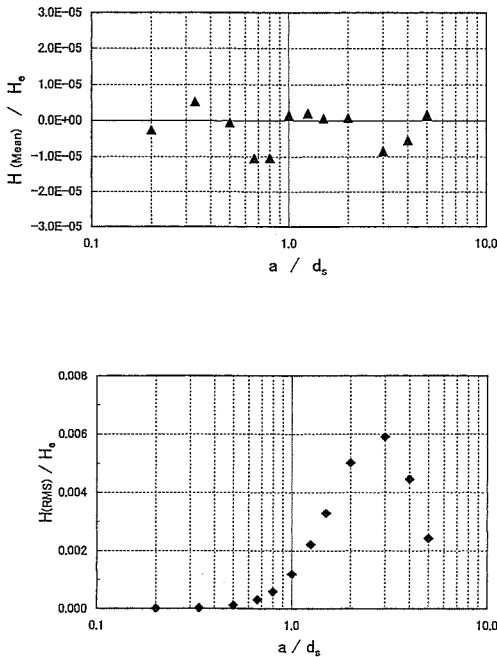 3.0E-05
2.0E-05
1.0E-05
0.0E+00
-1.0E-05
-2.0E-05
-3.0E-05
H (Mean) / He
0.1
1.0
10.0
a / ds
0.008
0.006
0.004
0.002
0.000
H(RMS) / He
0.1
1.0
10.0
a / ds